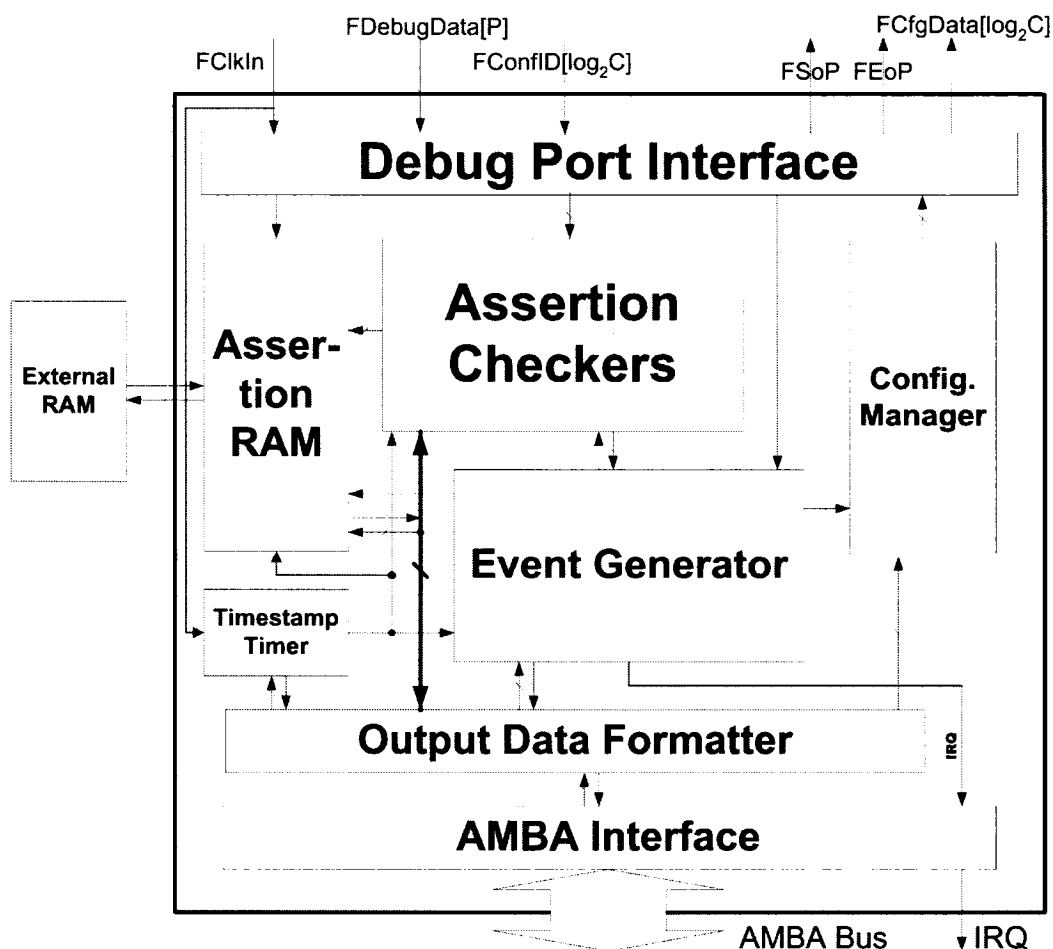 FDebugData[P]
FCfgData[log₂C]
FClkIn
FConfID[log₂C]
FSoP
FEoP
Debug Port Interface
Assertion
Checkers
Asser-
tion
RAM
External
RAM
Config.
Manager
Event Generator
Timestamp
Timer
Output Data Formatter
IRQ
AMBA Interface
AMBA Bus
IRQ